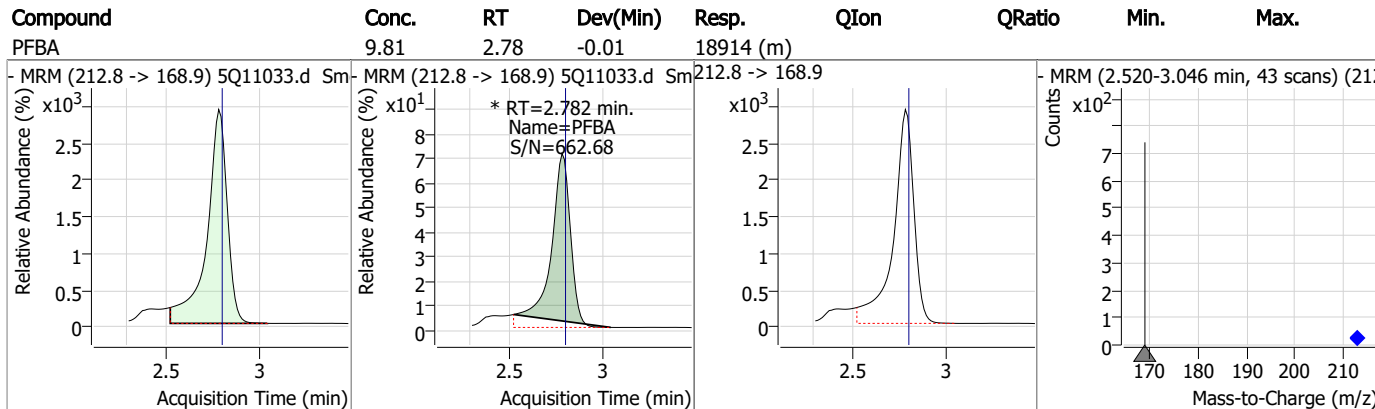 Compound Conc. RT Dev(Min) Resp. QIon QRatio Min. Max.
PFBA 9.81 2.78 -0.01 18914 (m)
- MRM (212.8 -> 168.9) 5Q11033.d Sm
Relative Abundance (%)
x10³
2.5
2
1.5
1
0.5
0
2.5 3
Acquisition Time (min)
- MRM (212.8 -> 168.9) 5Q11033.d Sm
Relative Abundance (%)
x10¹
* RT=2.782 min.
Name=PFBA
S/N=662.68
8
7
6
5
4
3
2
1
0
2.5 3
Acquisition Time (min)
212.8 -> 168.9
x10³
2.5
2
1.5
1
0.5
0
2.5 3
Acquisition Time (min)
- MRM (2.520-3.046 min, 43 scans) (212
Counts
x10²
7
6
5
4
3
2
1
0
170 180 190 200 210
Mass-to-Charge (m/z)